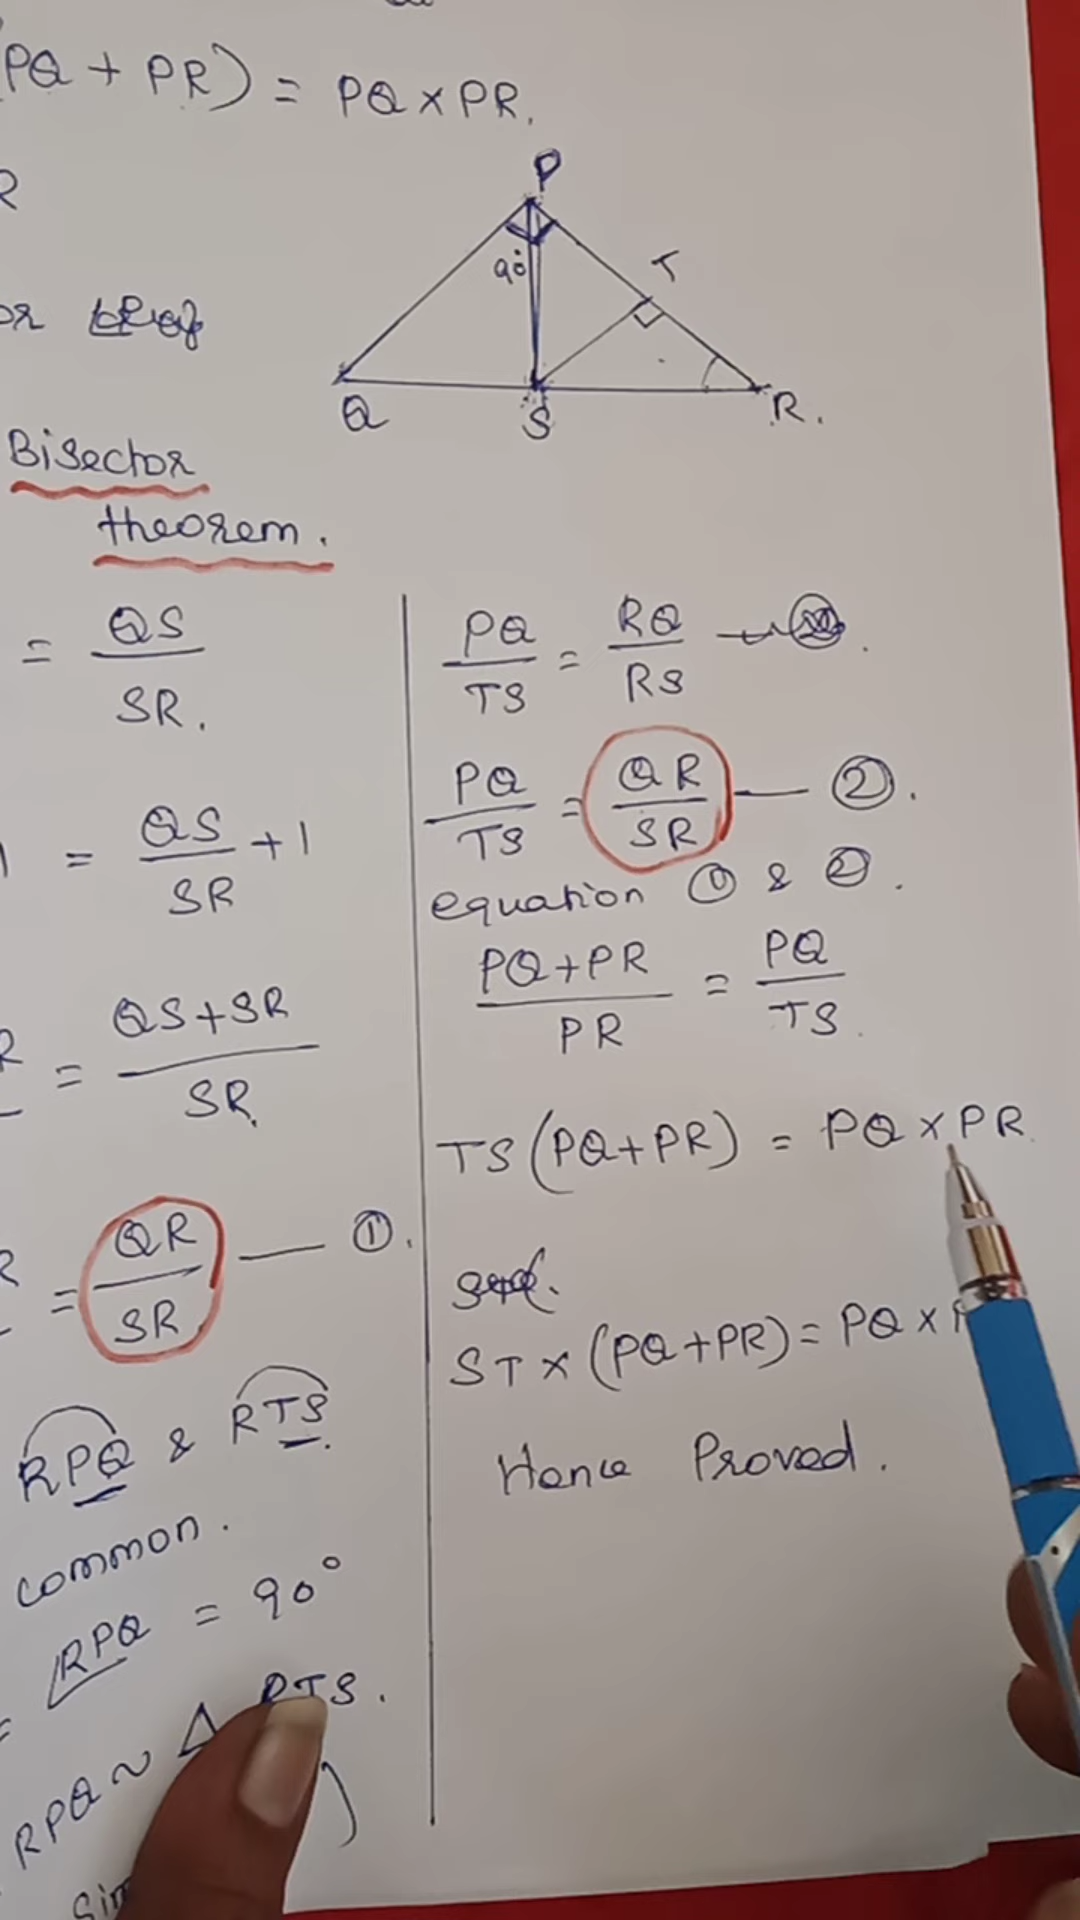 PQ + PR) = PQ × PR.
R
P
90°
T
Q
S
R.
or
Bisector
theorem.
= QS / SR.
1 = QS / SR + 1
R = QS+SR / SR.
R = QR / SR — ①.
RPQ & RTS.
common.
∠RPQ = 90°
RPQ ~ Δ RTS.
)
PQ / TS = RQ / RS
PQ / TS = QR / SR — ②.
equation ① & ②.
PQ+PR / PR = PQ / TS.
TS (PQ+PR) = PQ × PR.
ST × (PQ+PR) = PQ ×
Hence Proved.